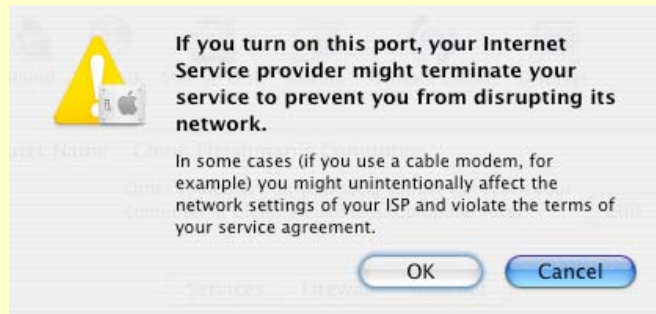 If you turn on this port, your Internet
Service provider might terminate your
service to prevent you from disrupting its
network.
In some cases (if you use a cable modem, for
example) you might unintentionally affect the
network settings of your ISP and violate the terms of
your service agreement.
OK
Cancel
Services